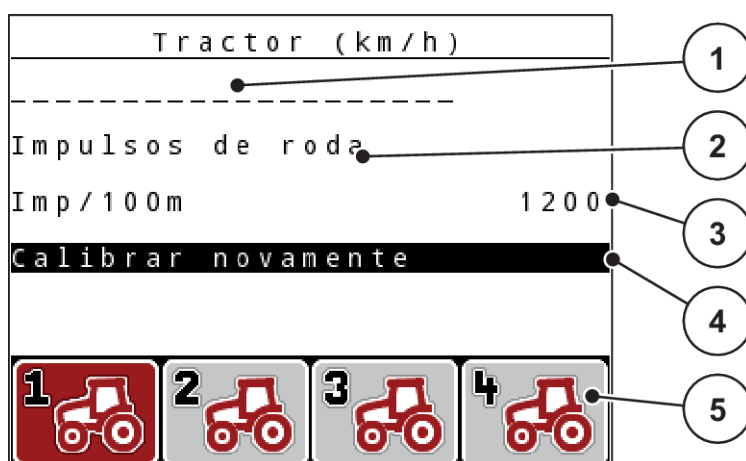 Tractor (km/h)
1
Impulsos de roda
2
Imp/100m 1200
3
Calibrar novamente
4
1 2 3 4
5